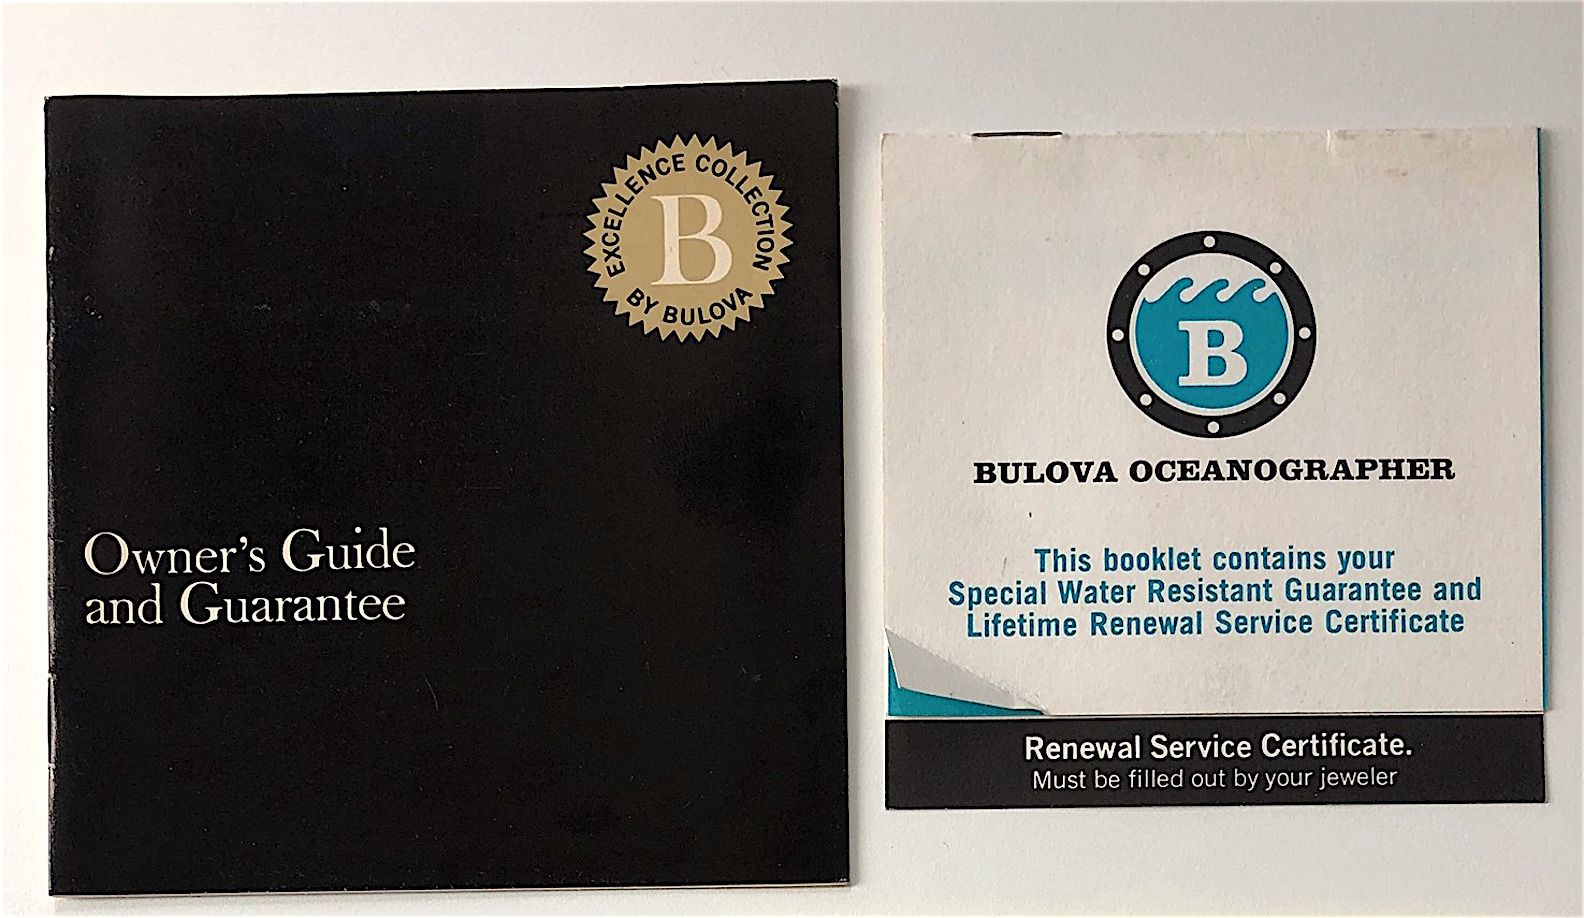 EXCELLENCE COLLECTION
B
BY BULOVA
Owner's Guide
and Guarantee
B
BULOVA OCEANOGRAPHER
This booklet contains your
Special Water Resistant Guarantee and
Lifetime Renewal Service Certificate
Renewal Service Certificate.
Must be filled out by your jeweler